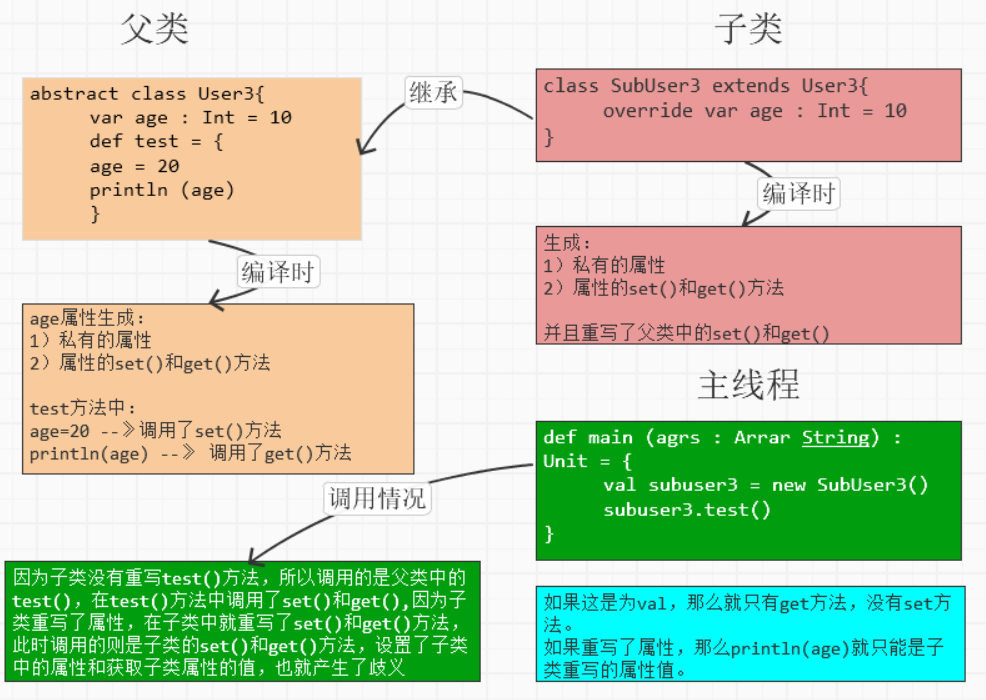 父类
abstract class User3{
var age : Int = 10
def test = {
age = 20
println (age)
}
继承
编译时
age属性生成：
1）私有的属性
2）属性的set()和get()方法
test方法中：
age=20 --》调用了set()方法
println(age) --》 调用了get()方法
子类
class SubUser3 extends User3{
override var age : Int = 10
}
编译时
生成：
1）私有的属性
2）属性的set()和get()方法
并且重写了父类中的set()和get()
主线程
def main (agrs : Arrar String) :
Unit = {
val subuser3 = new SubUser3()
subuser3.test()
}
调用情况
因为子类没有重写test()方法，所以调用的是父类中的
test()，在test()方法中调用了set()和get(),因为子
类重写了属性，在子类中就重写了set()和get()方法，
此时调用的则是子类的set()和get()方法，设置了子类
中的属性和获取子类属性的值，也就产生了歧义
如果这是为val，那么就只有get方法，没有set方
法。
如果重写了属性，那么println(age)就只能是子
类重写的属性值。